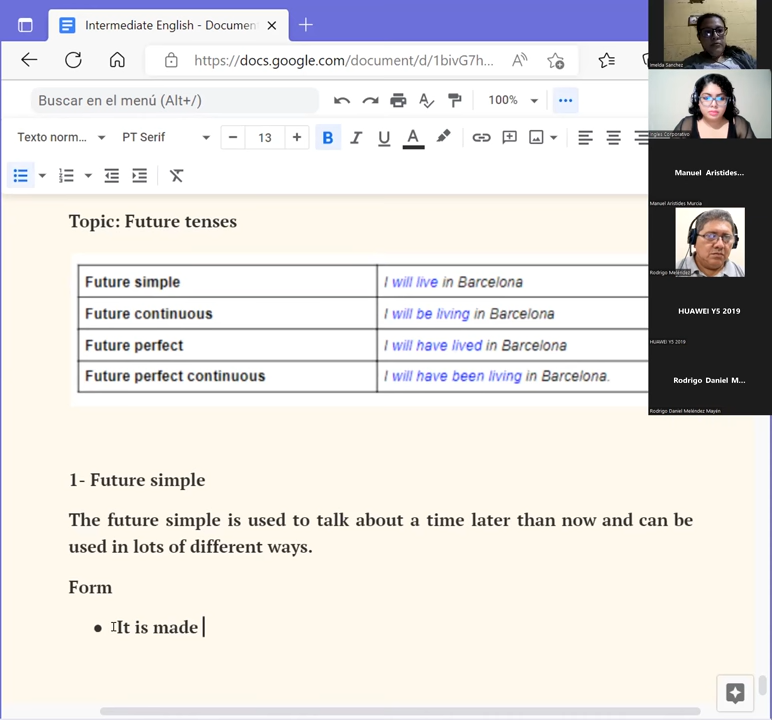 Intermediate English - Documen
https://docs.google.com/document/d/1bivG7h...
Buscar en el menú (Alt+/)
100%
Texto norm...
PT Serif
13
B I U A
Topic: Future tenses
Future simple I will live in Barcelona
Future continuous I will be living in Barcelona
Future perfect I will have lived in Barcelona
Future perfect continuous I will have been living in Barcelona.
1- Future simple
The future simple is used to talk about a time later than now and can be
used in lots of different ways.
Form
● It is made
Imelda Sanchez
Inglés Corporativo
Manuel Aristides...
Manuel Aristides Murcia
Rodrigo Meléndez
HUAWEI Y5 2019
HUAWEI Y5 2019
Rodrigo Daniel M...
Rodrigo Daniel Meléndez Mayén